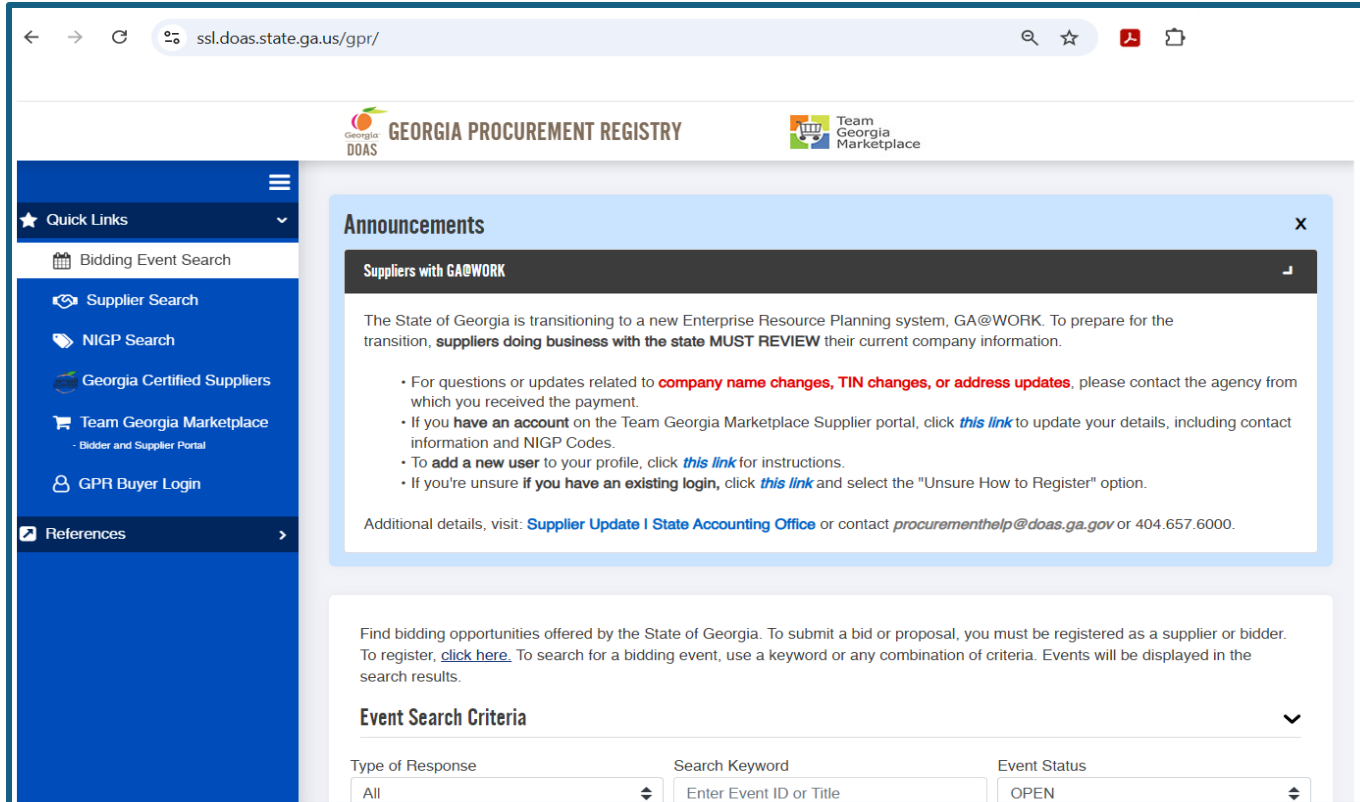 ssl.doas.state.ga.us/gpr/
Georgia
DOAS
GEORGIA PROCUREMENT REGISTRY
Team
Georgia
Marketplace
Quick Links
Bidding Event Search
Supplier Search
NIGP Search
Georgia Certified Suppliers
Team Georgia Marketplace
- Bidder and Supplier Portal
GPR Buyer Login
References
Announcements
X
Suppliers with GA@WORK
The State of Georgia is transitioning to a new Enterprise Resource Planning system, GA@WORK. To prepare for the
transition, suppliers doing business with the state MUST REVIEW their current company information.
• For questions or updates related to company name changes, TIN changes, or address updates, please contact the agency from
which you received the payment.
• If you have an account on the Team Georgia Marketplace Supplier portal, click this link to update your details, including contact
information and NIGP Codes.
• To add a new user to your profile, click this link for instructions.
• If you're unsure if you have an existing login, click this link and select the "Unsure How to Register" option.
Additional details, visit: Supplier Update I State Accounting Office or contact procurementhelp@doas.ga.gov or 404.657.6000.
Find bidding opportunities offered by the State of Georgia. To submit a bid or proposal, you must be registered as a supplier or bidder.
To register, click here. To search for a bidding event, use a keyword or any combination of criteria. Events will be displayed in the
search results.
Event Search Criteria
Type of Response
Search Keyword
Event Status
All
Enter Event ID or Title
OPEN